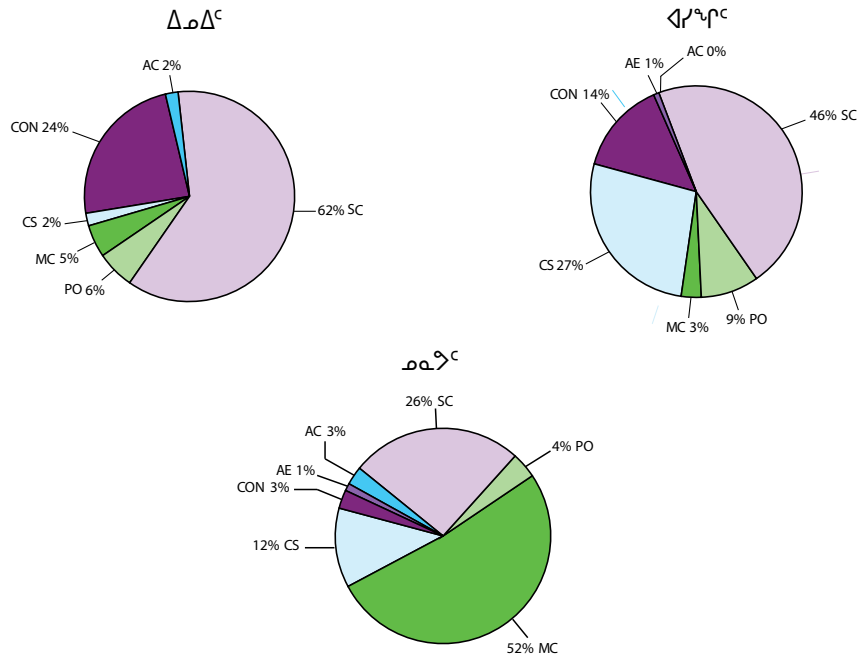 ᐃᓄᐃᑦ
AC 2%
CON 24%
62% SC
CS 2%
MC 5%
PO 6%
ᐊᓯᖏᑦ
AC 0%
AE 1%
CON 14%
46% SC
CS 27%
9% PO
MC 3%
ᓄᓇᕗᑦ
26% SC
AC 3%
4% PO
AE 1%
CON 3%
12% CS
52% MC